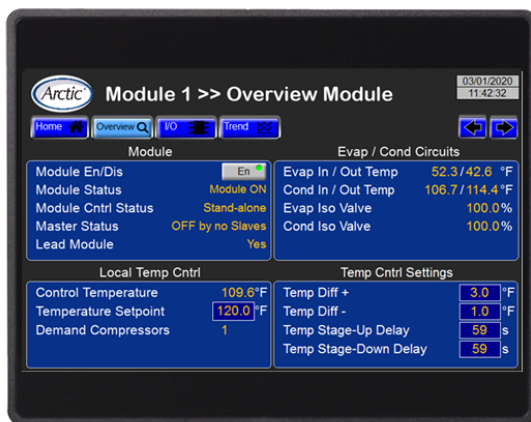 Arctic
Module 1 >> Overview Module
03/01/2020
11:42:32
Home
Overview
I/O
Trend
Module
Module En/Dis En
Module Status Module ON
Module Cntrl Status Stand-alone
Master Status OFF by no Slaves
Lead Module Yes
Evap / Cond Circuits
Evap In / Out Temp 52.3/42.6 °F
Cond In / Out Temp 106.7/114.4 °F
Evap Iso Valve 100.0%
Cond Iso Valve 100.0%
Local Temp Cntrl
Control Temperature 109.6°F
Temperature Setpoint 120.0 °F
Demand Compressors 1
Temp Cntrl Settings
Temp Diff + 3.0 °F
Temp Diff - 1.0 °F
Temp Stage-Up Delay 59 s
Temp Stage-Down Delay 59 s